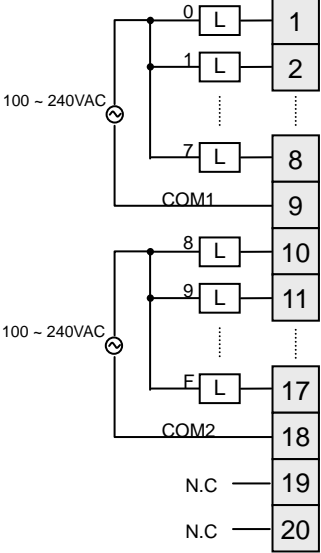 0 L 1
1 L 2
100 ~ 240VAC
7 L 8
COM1 9
8 L 10
9 L 11
100 ~ 240VAC
F L 17
COM2 18
N.C 19
N.C 20